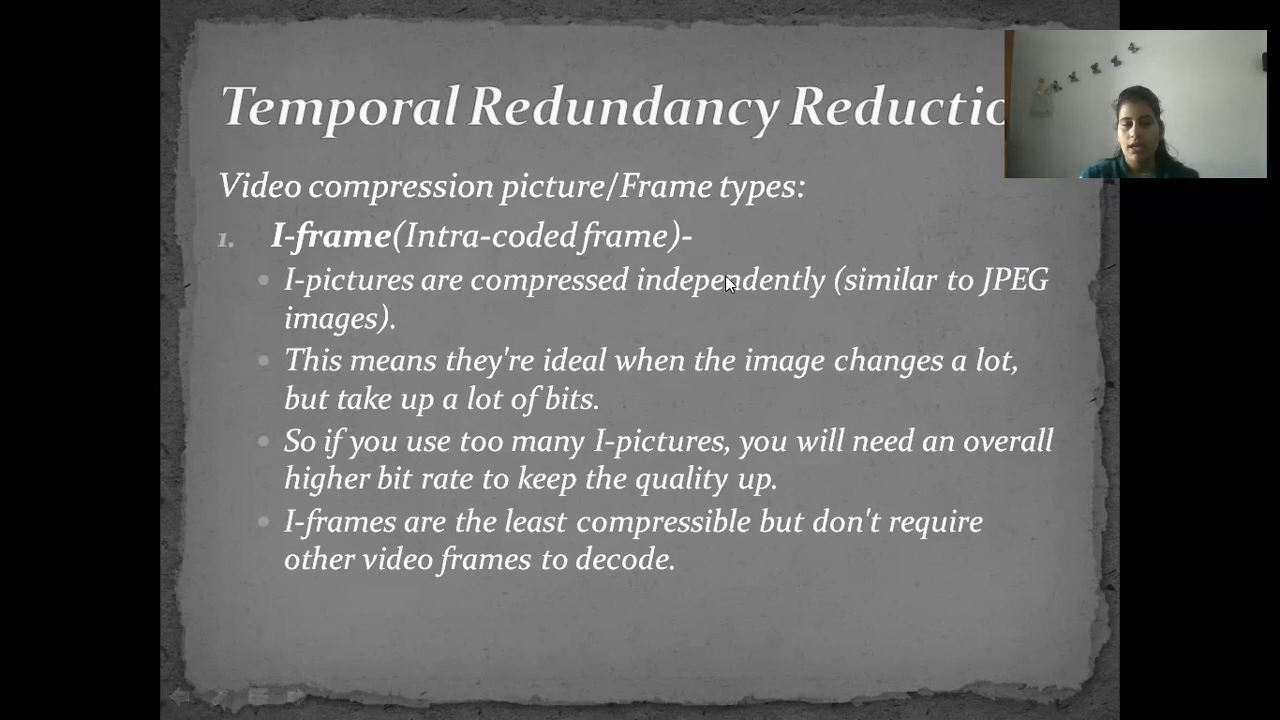 Temporal Redundancy Reductio
Video compression picture/Frame types:
1. I-frame(Intra-coded frame)-
I-pictures are compressed independently (similar to JPEG
images).
This means they're ideal when the image changes a lot,
but take up a lot of bits.
So if you use too many I-pictures, you will need an overall
higher bit rate to keep the quality up.
I-frames are the least compressible but don't require
other video frames to decode.